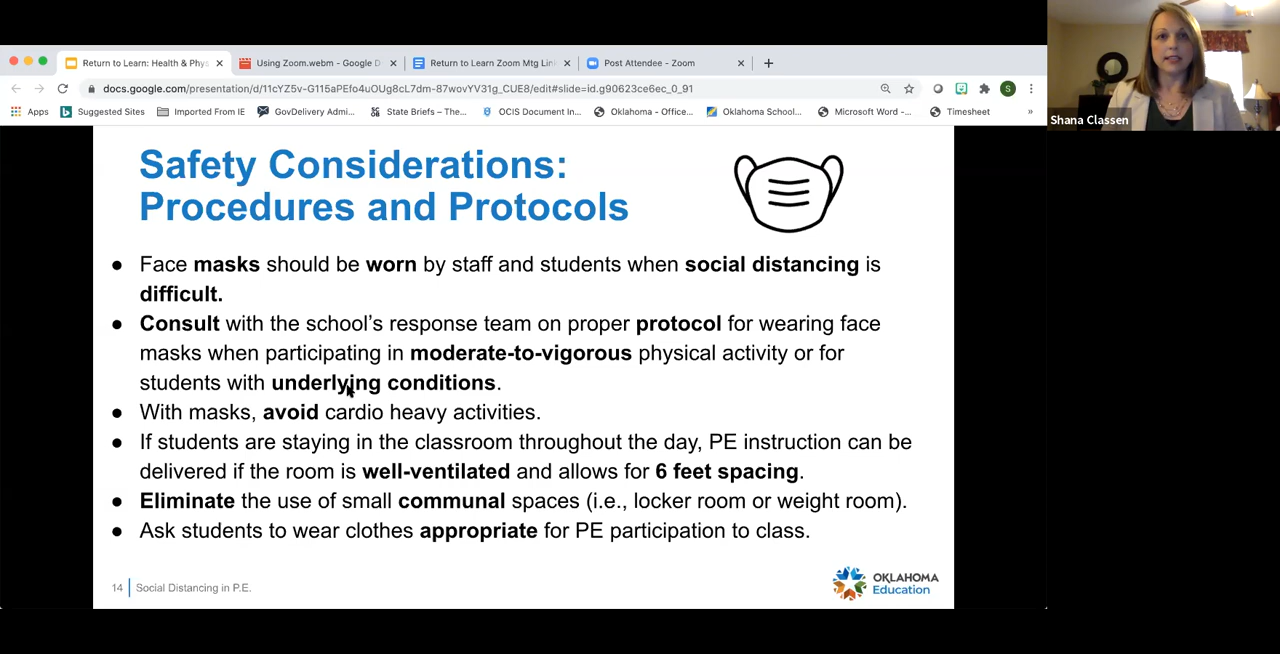 Return to Learn: Health & Phys
Using Zoom.webm - Google D
Return to Learn Zoom Mtg Lin
Post Attendee - Zoom
docs.google.com/presentation/d/11cYZ5v-G115aPEfo4uOUg8cL7dm-87wovYV31g_CUE8/edit#slide=id.g90623ce6ec_0_91
S
Apps
Suggested Sites
Imported From IE
GovDelivery Admi...
State Briefs – The...
OCIS Document In...
Oklahoma - Office...
Oklahoma School...
Microsoft Word -...
Timesheet
»
Shana Classen
Safety Considerations:
Procedures and Protocols
● Face masks should be worn by staff and students when social distancing is
difficult.
● Consult with the school’s response team on proper protocol for wearing face
masks when participating in moderate-to-vigorous physical activity or for
students with underlying conditions.
● With masks, avoid cardio heavy activities.
● If students are staying in the classroom throughout the day, PE instruction can be
delivered if the room is well-ventilated and allows for 6 feet spacing.
● Eliminate the use of small communal spaces (i.e., locker room or weight room).
● Ask students to wear clothes appropriate for PE participation to class.
14 Social Distancing in P.E.
OKLAHOMA
Education